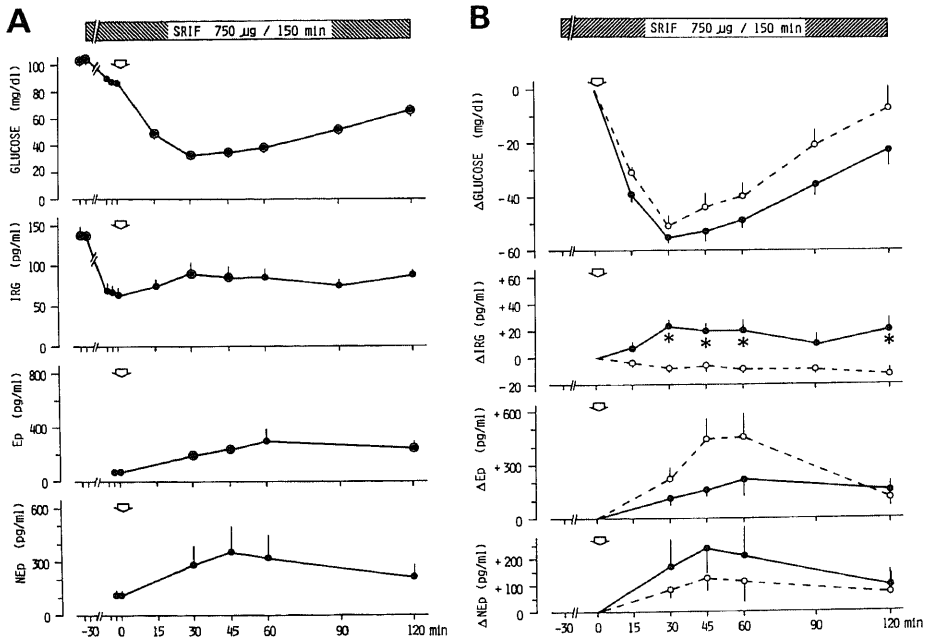 A
SRIF 750 µg / 150 min
GLUCOSE (mg/dl)
100
80
60
40
20
0
IRG (pg/ml)
150
100
50
0
Ep (pg/ml)
800
400
0
NEp (pg/ml)
600
300
0
-30 0 15 30 45 60 90 120 min
B
SRIF 750 µg / 150 min
ΔGLUCOSE (mg/dl)
0
-20
-40
-60
ΔIRG (pg/ml)
+60
+40
+20
0
-20
* * * *
ΔEp (pg/ml)
+600
+300
0
ΔNEp (pg/ml)
+200
+100
0
-30 0 15 30 45 60 90 120 min